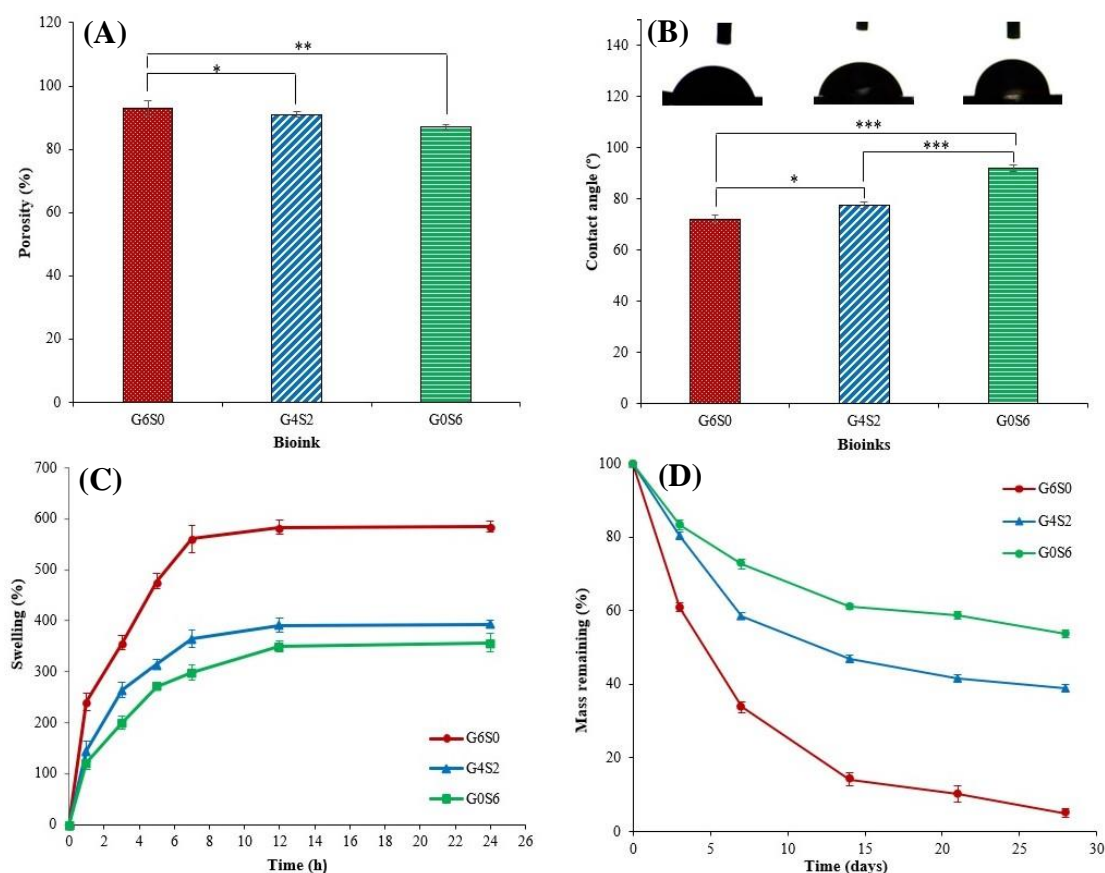 (A)
120
100
80
60
40
20
0
Porosity (%)
**
*
G6S0
G4S2
G0S6
Bioink
(B)
140
120
100
80
60
40
20
0
Contact angle (°)
***
***
*
G6S0
G4S2
G0S6
Bioinks
(C)
700
600
500
400
300
200
100
0
Swelling (%)
G6S0
G4S2
G0S6
0 2 4 6 8 10 12 14 16 18 20 22 24 26
Time (h)
(D)
100
80
60
40
20
0
Mass remaining (%)
G6S0
G4S2
G0S6
0 5 10 15 20 25 30
Time (days)